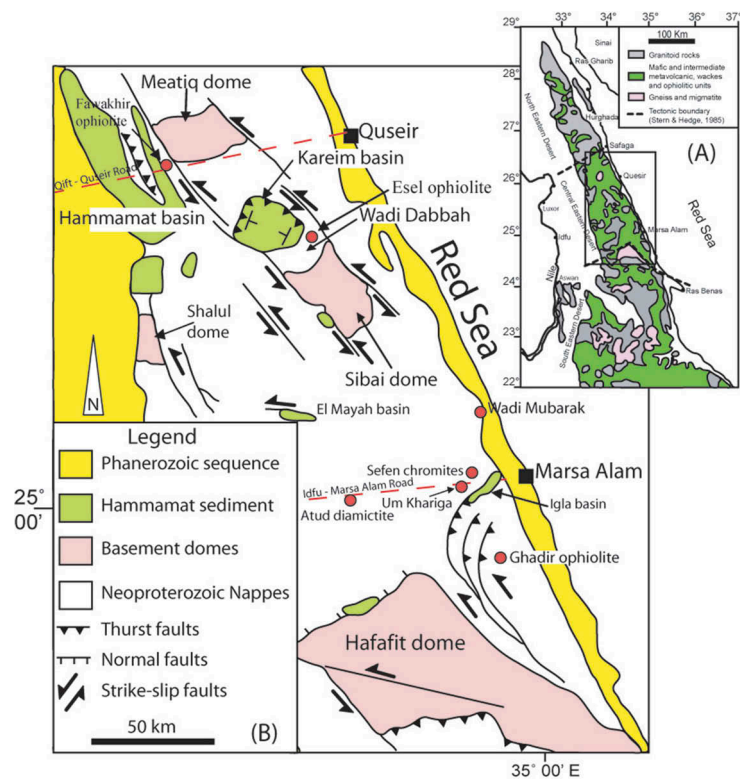 29°
33°
34°
35°
36°
37°
100 Km
Sinai
Granitoid rocks
Mafic and intermediate
metavolcanic, wackes
and ophiolitic units
Gneiss and migmatite
Tectonic boundary
(Stern & Hedge, 1985)
28°
Ras Gharib
North Eastern Desert
Hurghada
27°
Safaga
(A)
26°
Quesir
Central Eastern Desert
Luxor
Red Sea
25°
Idfu
Marsa Alam
Nile
24°
Aswan
Ras Benas
South Eastern Desert
23°
22°
Meatiq dome
Fawakhir
ophiolite
Quseir
Kareim basin
Qift - Quseir Road
Esel ophiolite
Hammamat basin
Wadi Dabbah
Red Sea
Shalul
dome
Sibai dome
N
El Mayah basin
Wadi Mubarak
Legend
Phanerozoic sequence
Hammamat sediment
Basement domes
Neoproterozoic Nappes
Thurst faults
Normal faults
Strike-slip faults
50 km
(B)
Sefen chromites
Marsa Alam
Idfu - Marsa Alam Road
Um Khariga
Igla basin
Atud diamictite
25°
00’
Ghadir ophiolite
Hafafit dome
35° 00’ E